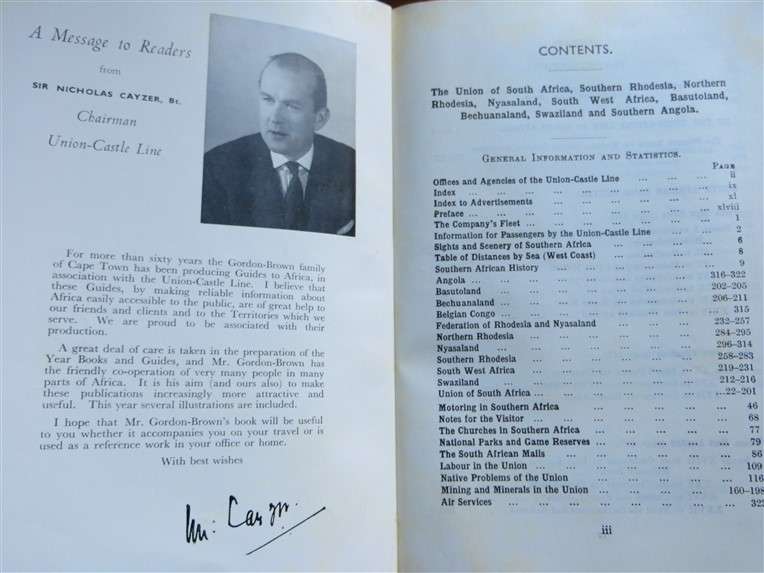 A Message to Readers
from
SIR NICHOLAS CAYZER, Bt.
Chairman
Union-Castle Line
For more than sixty years the Gordon-Brown family
of Cape Town has been producing Guides to Africa, in
association with the Union-Castle Line. I believe that
these Guides, by making reliable information about
Africa easily accessible to the public, are of great help to
our friends and clients and to the Territories which we
serve. We are proud to be associated with their
production.
A great deal of care is taken in the preparation of the
Year Books and Guides, and Mr. Gordon-Brown has
the friendly co-operation of very many people in many
parts of Africa. It is his aim (and ours also) to make
these publications increasingly more attractive and
useful. This year several illustrations are included.
I hope that Mr. Gordon-Brown's book will be useful
to you whether it accompanies you on your travel or is
used as a reference work in your office or home.
With best wishes
CONTENTS.
The Union of South Africa, Southern Rhodesia, Northern
Rhodesia, Nyasaland, South West Africa, Basutoland,
Bechuanaland, Swaziland and Southern Angola.
GENERAL INFORMATION AND STATISTICS.
PAGE
Offices and Agencies of the Union-Castle Line ... ... ... ii
Index ... ... ... ... ... ... ... ... ix
Index to Advertisements ... ... ... ... ... xl
Preface ... ... ... ... ... ... ... ... xlviii
The Company's Fleet ... ... ... ... ... ... 1
Information for Passengers by the Union-Castle Line ... ... 2
Sights and Scenery of Southern Africa ... ... ... ... 6
Table of Distances by Sea (West Coast) ... ... ... ... 8
Southern African History ... ... ... ... ... 9
Angola ... ... ... ... ... ... ... 316-322
Basutoland ... ... ... ... ... ... 202-205
Bechuanaland ... ... ... ... ... ... 206-211
Belgian Congo ... ... ... ... ... ... 315
Federation of Rhodesia and Nyasaland ... ... ... 232-257
Northern Rhodesia ... ... ... ... ... 284-295
Nyasaland ... ... ... ... ... ... 296-314
Southern Rhodesia ... ... ... ... ... 258-283
South West Africa ... ... ... ... ... 219-231
Swaziland ... ... ... ... ... ... 212-216
Union of South Africa ... ... ... ... ... 22-201
Motoring in Southern Africa ... ... ... ... ... 46
Notes for the Visitor ... ... ... ... ... ... 68
The Churches in Southern Africa ... ... ... ... 77
National Parks and Game Reserves ... ... ... ... 79
The South African Mails ... ... ... ... ... 86
Labour in the Union ... ... ... ... ... ... 109
Native Problems of the Union ... ... ... ... 116
Mining and Minerals in the Union ... ... ... 160-198
Air Services ... ... ... ... ... ... ... 322
iii